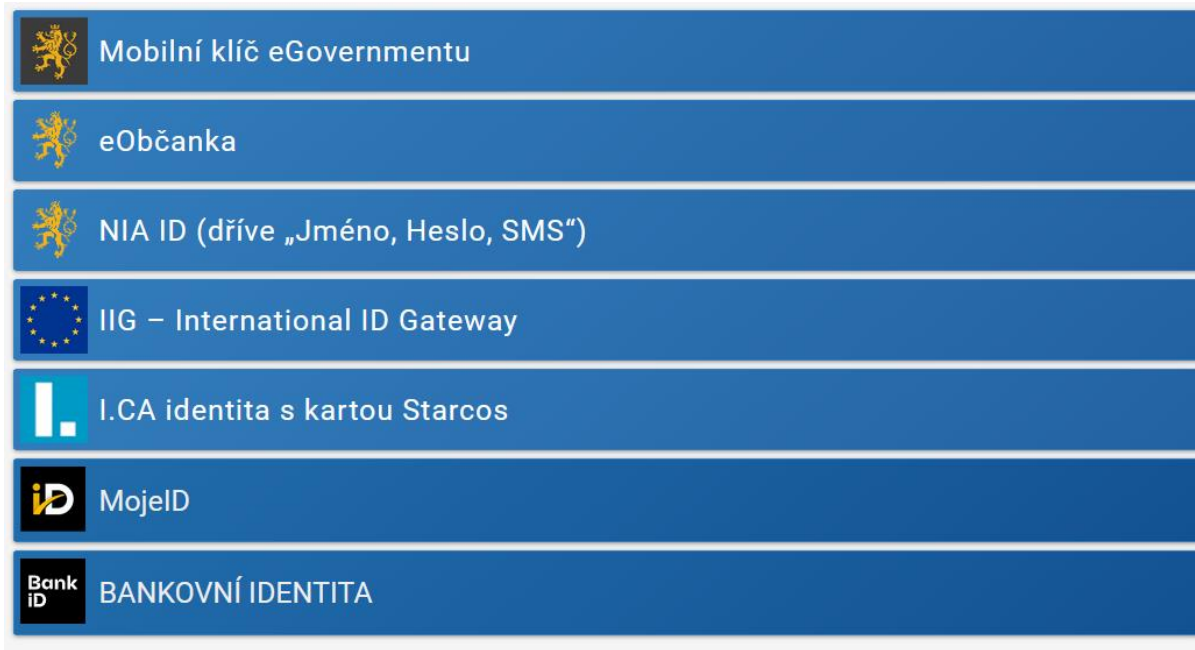 Mobilní klíč eGovernmentu
eObčanka
NIA ID (dříve „Jméno, Heslo, SMS“)
IIG – International ID Gateway
I. I.CA identita s kartou Starcos
iD MojeID
Bank iD BANKOVNÍ IDENTITA